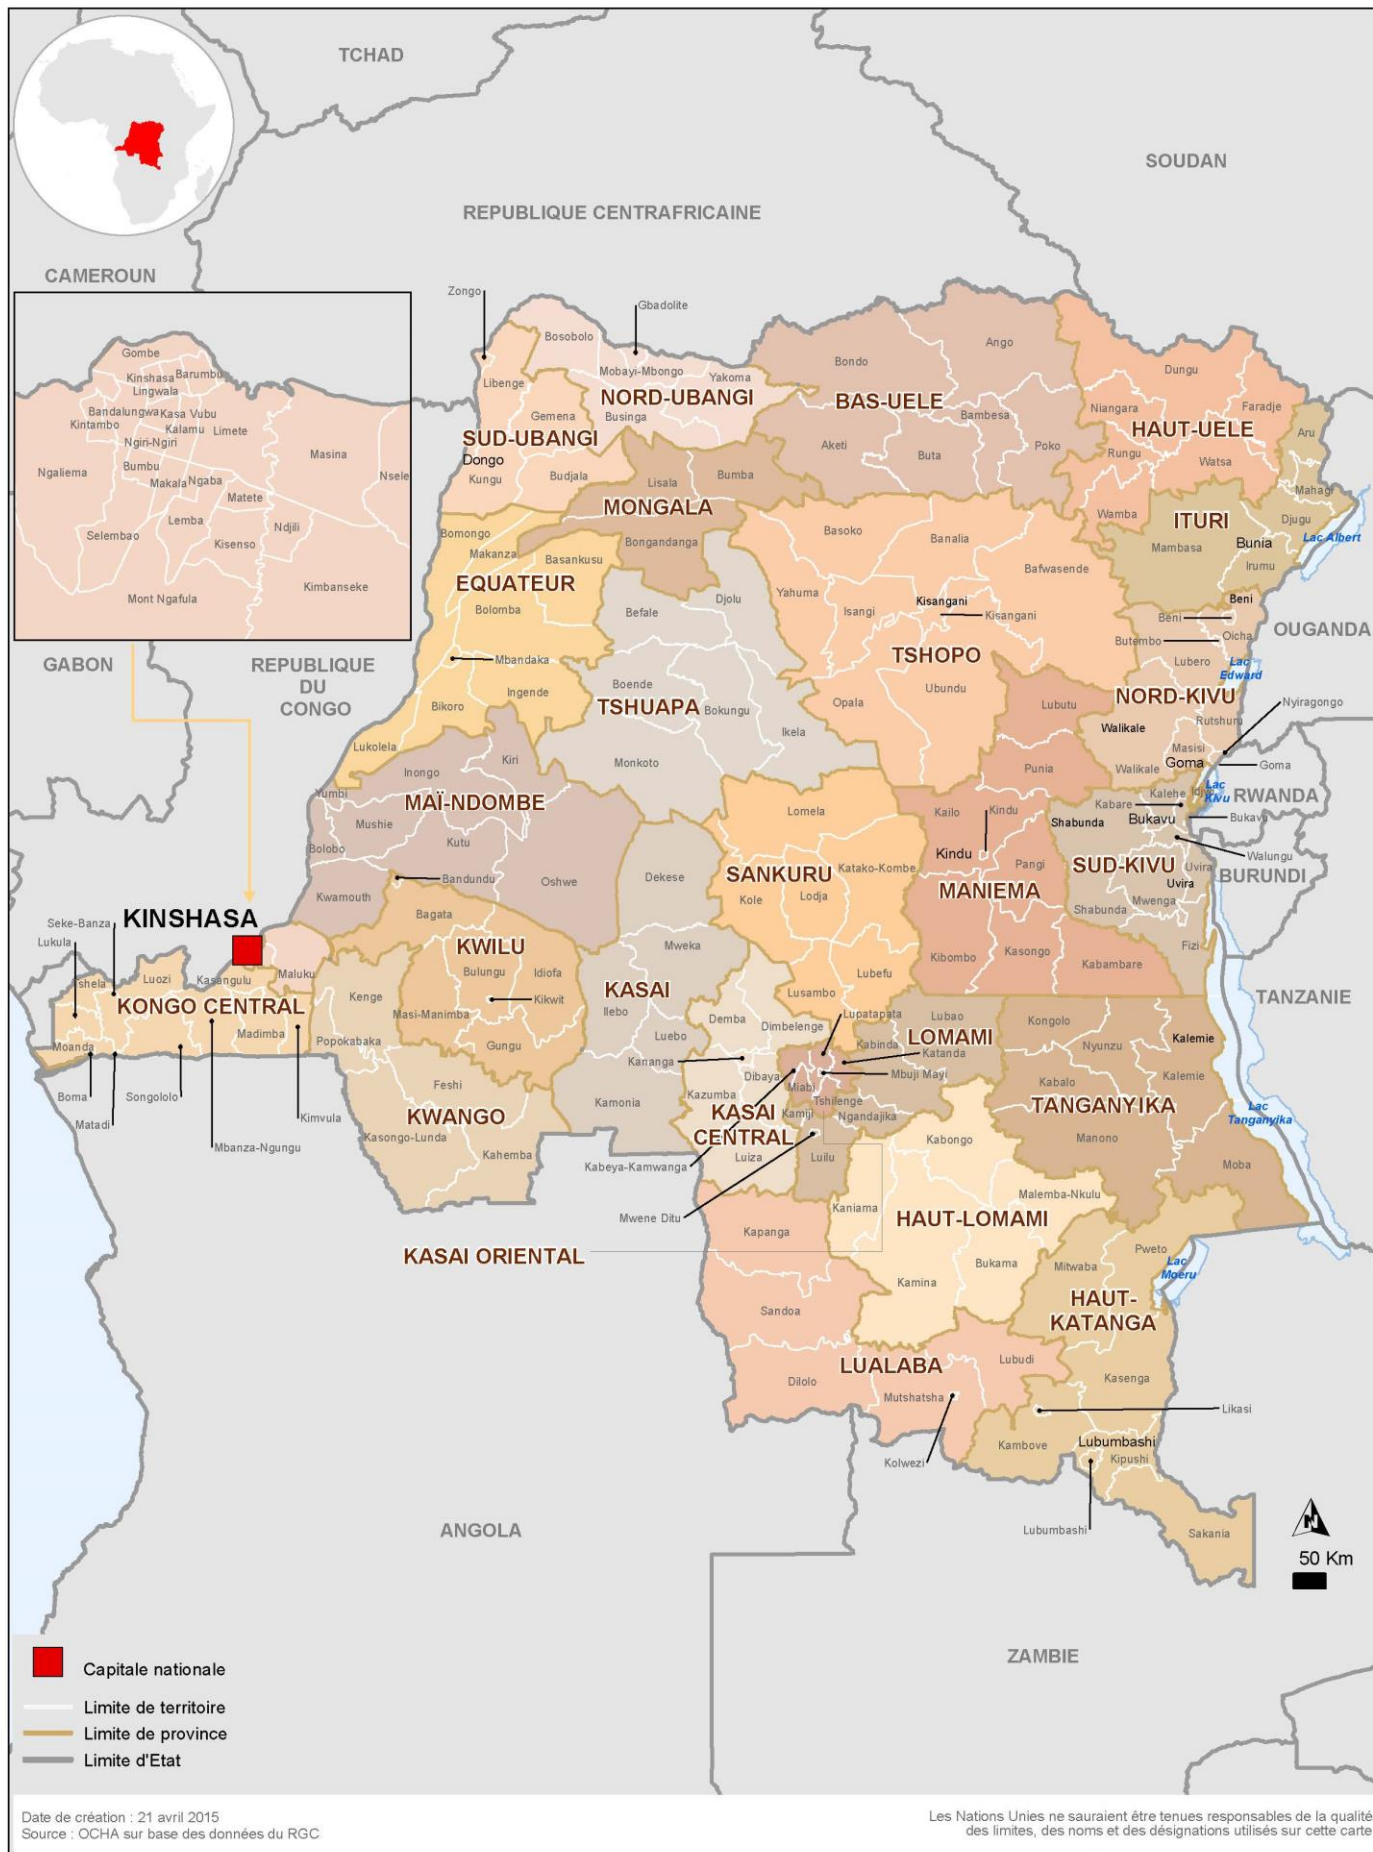 TCHAD
SOUDAN
REPUBLIQUE CENTRAFRICAINE
CAMEROUN
Zongo
Gbadolite
Gombe
Kinshasa
Barumbu
Lingwala
Bandalungwa
Kasa Vubu
Kintambo
Kalamu
Limete
Ngiri-Ngiri
Masina
Ngaliema
Bumbu
Nsele
Makala
Ngaba
Matete
Lemba
Ndjili
Selembao
Kisenso
Kimbanseke
Mont Ngafula
Bosobolo
Mobayi-Mbongo
Yakoma
Libenge
NORD-UBANGI
Gemena
Businga
SUD-UBANGI
Dongo
Kungu
Budjala
Bondo
Ango
BAS-UELE
Bambesa
Aketi
Buta
Poko
Dungu
Niangara
Faradje
HAUT-UELE
Rungu
Watsa
Wamba
Aru
Mahagi
ITURI
Djugu
Mambasa
Bunia
Lac Albert
Irumu
Lisala
Bumba
MONGALA
Bongandanga
Bomongo
Makanza
Basankusu
EQUATEUR
Bolomba
Mbandaka
Ingende
Bikoro
Lukolela
Basoko
Banalia
Bafwasende
Yahuma
Isangi
Kisangani
Kisangani
TSHOPO
Ubundu
Opala
Djolu
Befale
Boende
TSHUAPA
Bokungu
Ikela
Monkoto
Beni
Beni
Butembo
Oicha
OUGANDA
Lubero
Lac
Edward
NORD-KIVU
Nyiragongo
Rutshuru
Walikale
Masisi
Goma
Goma
Walikale
GABON
REPUBLIQUE
DU
CONGO
Lubutu
Punia
Kailo
Kindu
Kindu
Pangi
MANIEMA
Kasongo
Kibombo
Kabambare
Kalehe
Idjwi
Lac
Kivu
RWANDA
Kabare
Shabunda
Bukavu
Bukavu
Walungu
SUD-KIVU
Uvira
BURUNDI
Uvira
Mwenga
Shabunda
Fizi
TANZANIE
Kiri
Inongo
Yumbi
MAÏ-NDOMBE
Mushie
Kutu
Bolobo
Bandundu
Oshwe
Kwamouth
Lomela
Katako-Kombe
SANKURU
Kole
Lodja
Lubefu
Lusambo
Dekese
Mweka
KASAI
Ilebo
Luebo
Kamonia
Bagata
KWILU
Bulungu
Idiofa
Kikwit
Masi-Manimba
Gungu
Seke-Banza
KINSHASA
Lukula
Tshela
Luozi
Kasangulu
Maluku
KONGO CENTRAL
Moanda
Madimba
Boma
Songololo
Kimvula
Matadi
Mbanza-Ngungu
Kenge
Popokabaka
Feshi
KWANGO
Kasongo-Lunda
Kahemba
Demba
Dimbelenge
Lupatapata
Kananga
Dibaya
Kazumba
KASAI
CENTRAL
Luiza
Kabeya-Kamwanga
Lubao
Kabinda
LOMAMI
Katanda
Mbuji Mayi
Miabi
Tshilenge
Kamiji
Ngandajika
Luilu
Mwene Ditu
KASAI ORIENTAL
Kongolo
Kalemie
Nyunzu
Kabalo
Kalemie
TANGANYIKA
Lac
Tanganyika
Manono
Moba
Kabongo
Malemba-Nkulu
Kaniama
HAUT-LOMAMI
Bukama
Kamina
Kapanga
Sandoa
LUALABA
Lubudi
Dilolo
Mutshatsha
Kolwezi
Pweto
Mitwaba
Lac
Moeru
HAUT-
KATANGA
Kasenga
Likasi
Kambove
Lubumbashi
Kipushi
Lubumbashi
Sakania
ANGOLA
ZAMBIE
N
50 Km
Capitale nationale
Limite de territoire
Limite de province
Limite d'Etat
Date de création : 21 avril 2015
Source : OCHA sur base des données du RGC
Les Nations Unies ne sauraient être tenues responsables de la qualité
des limites, des noms et des désignations utilisés sur cette carte